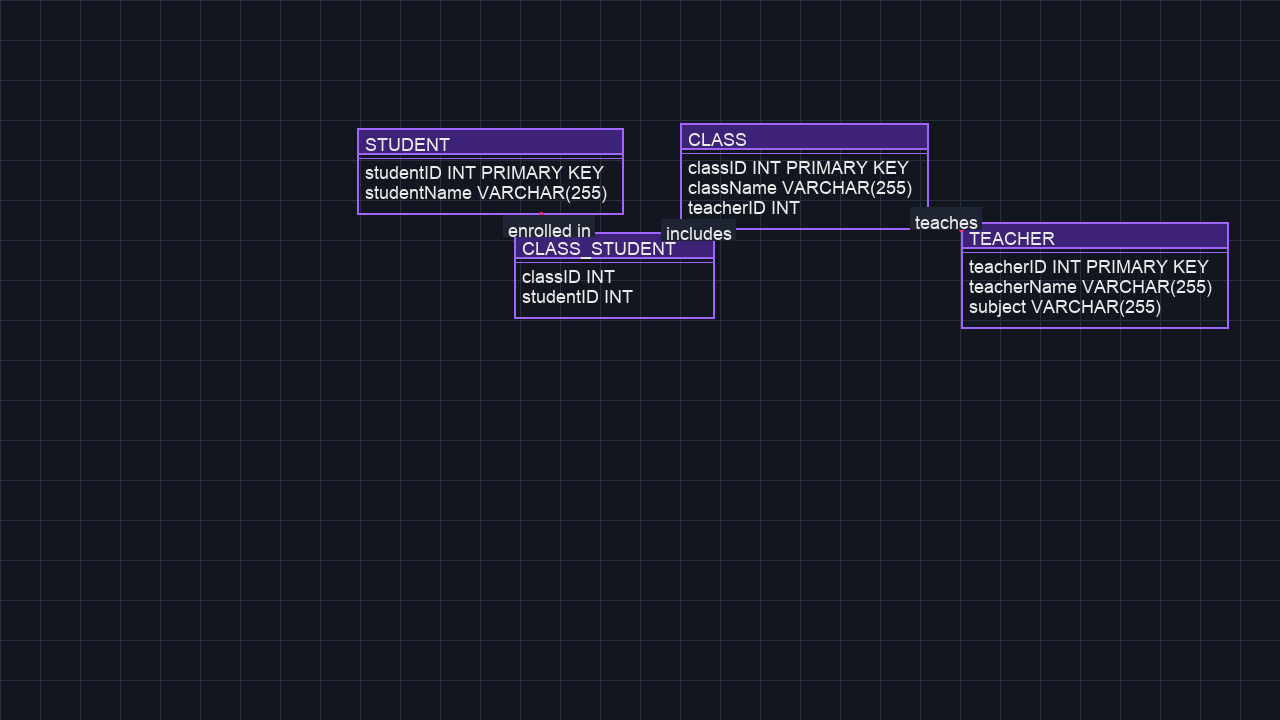 STUDENT
studentID INT PRIMARY KEY
studentName VARCHAR(255)
CLASS
classID INT PRIMARY KEY
className VARCHAR(255)
teacherID INT
enrolled in
includes
teaches
CLASS_STUDENT
classID INT
studentID INT
TEACHER
teacherID INT PRIMARY KEY
teacherName VARCHAR(255)
subject VARCHAR(255)